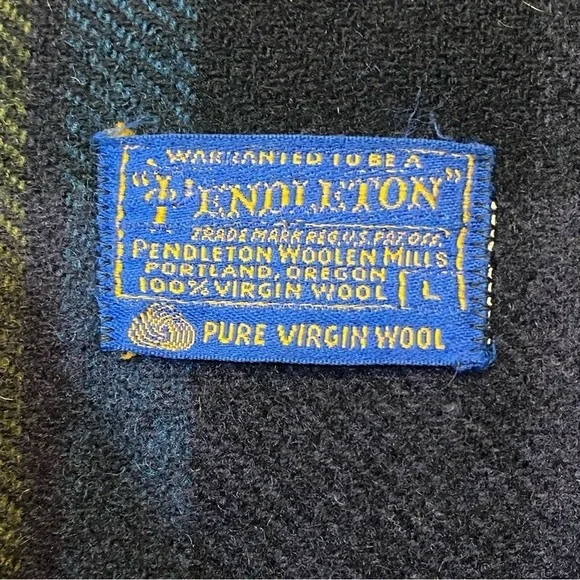 WARRANTED TO BE A
"PENDLETON"
TRADE MARK REG. U.S. PAT. OFF.
PENDLETON WOOLEN MILLS
PORTLAND, OREGON
100% VIRGIN WOOL L
PURE VIRGIN WOOL